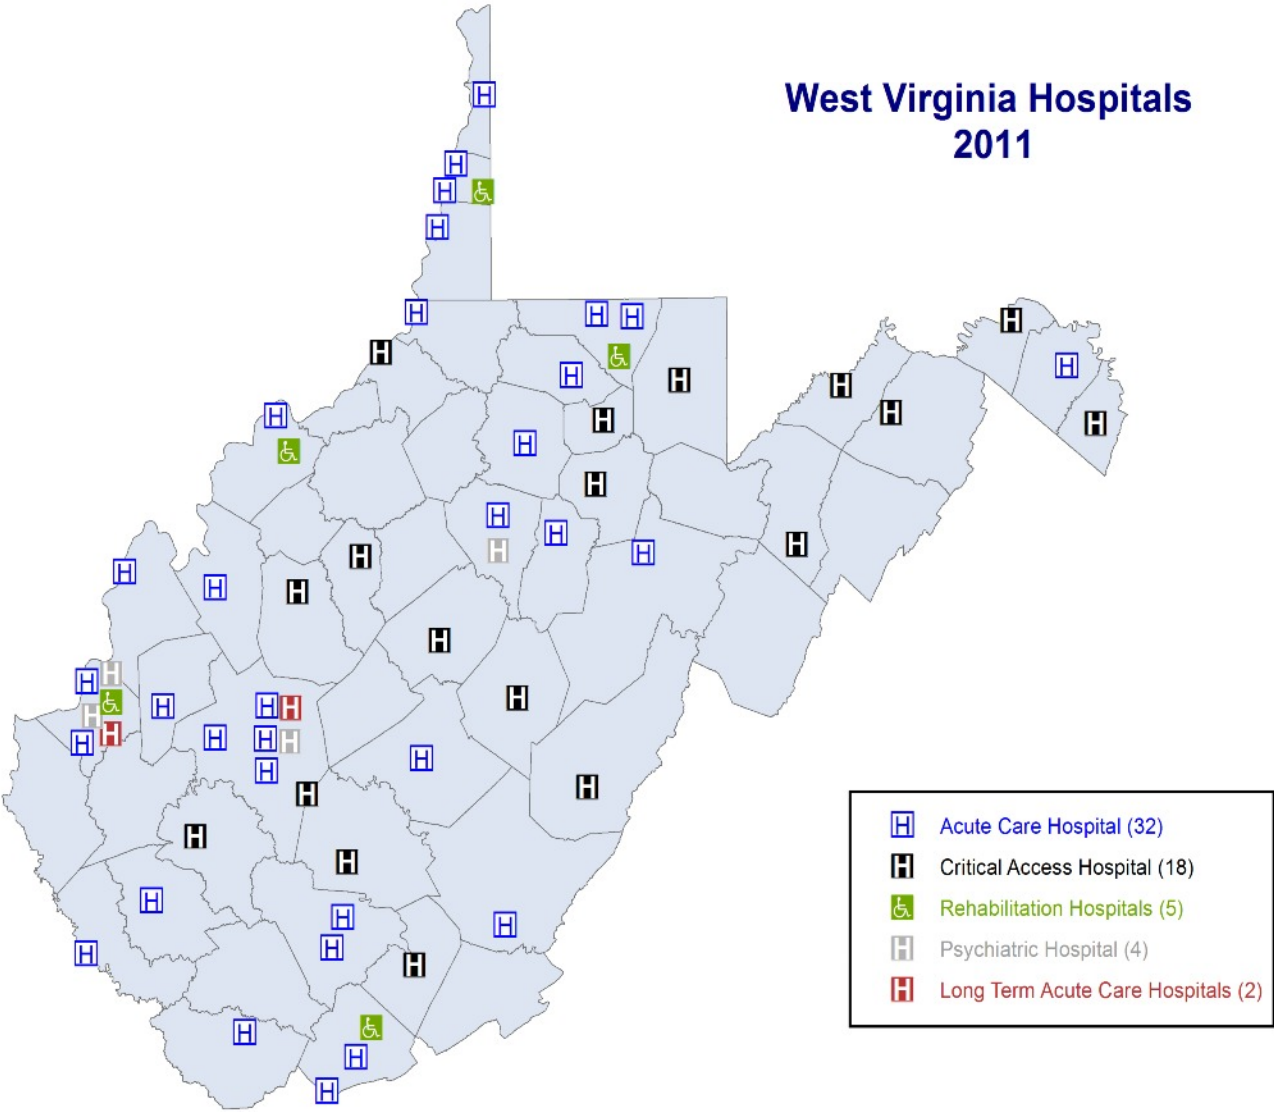 West Virginia Hospitals
2011
Acute Care Hospital (32)
Critical Access Hospital (18)
Rehabilitation Hospitals (5)
Psychiatric Hospital (4)
Long Term Acute Care Hospitals (2)